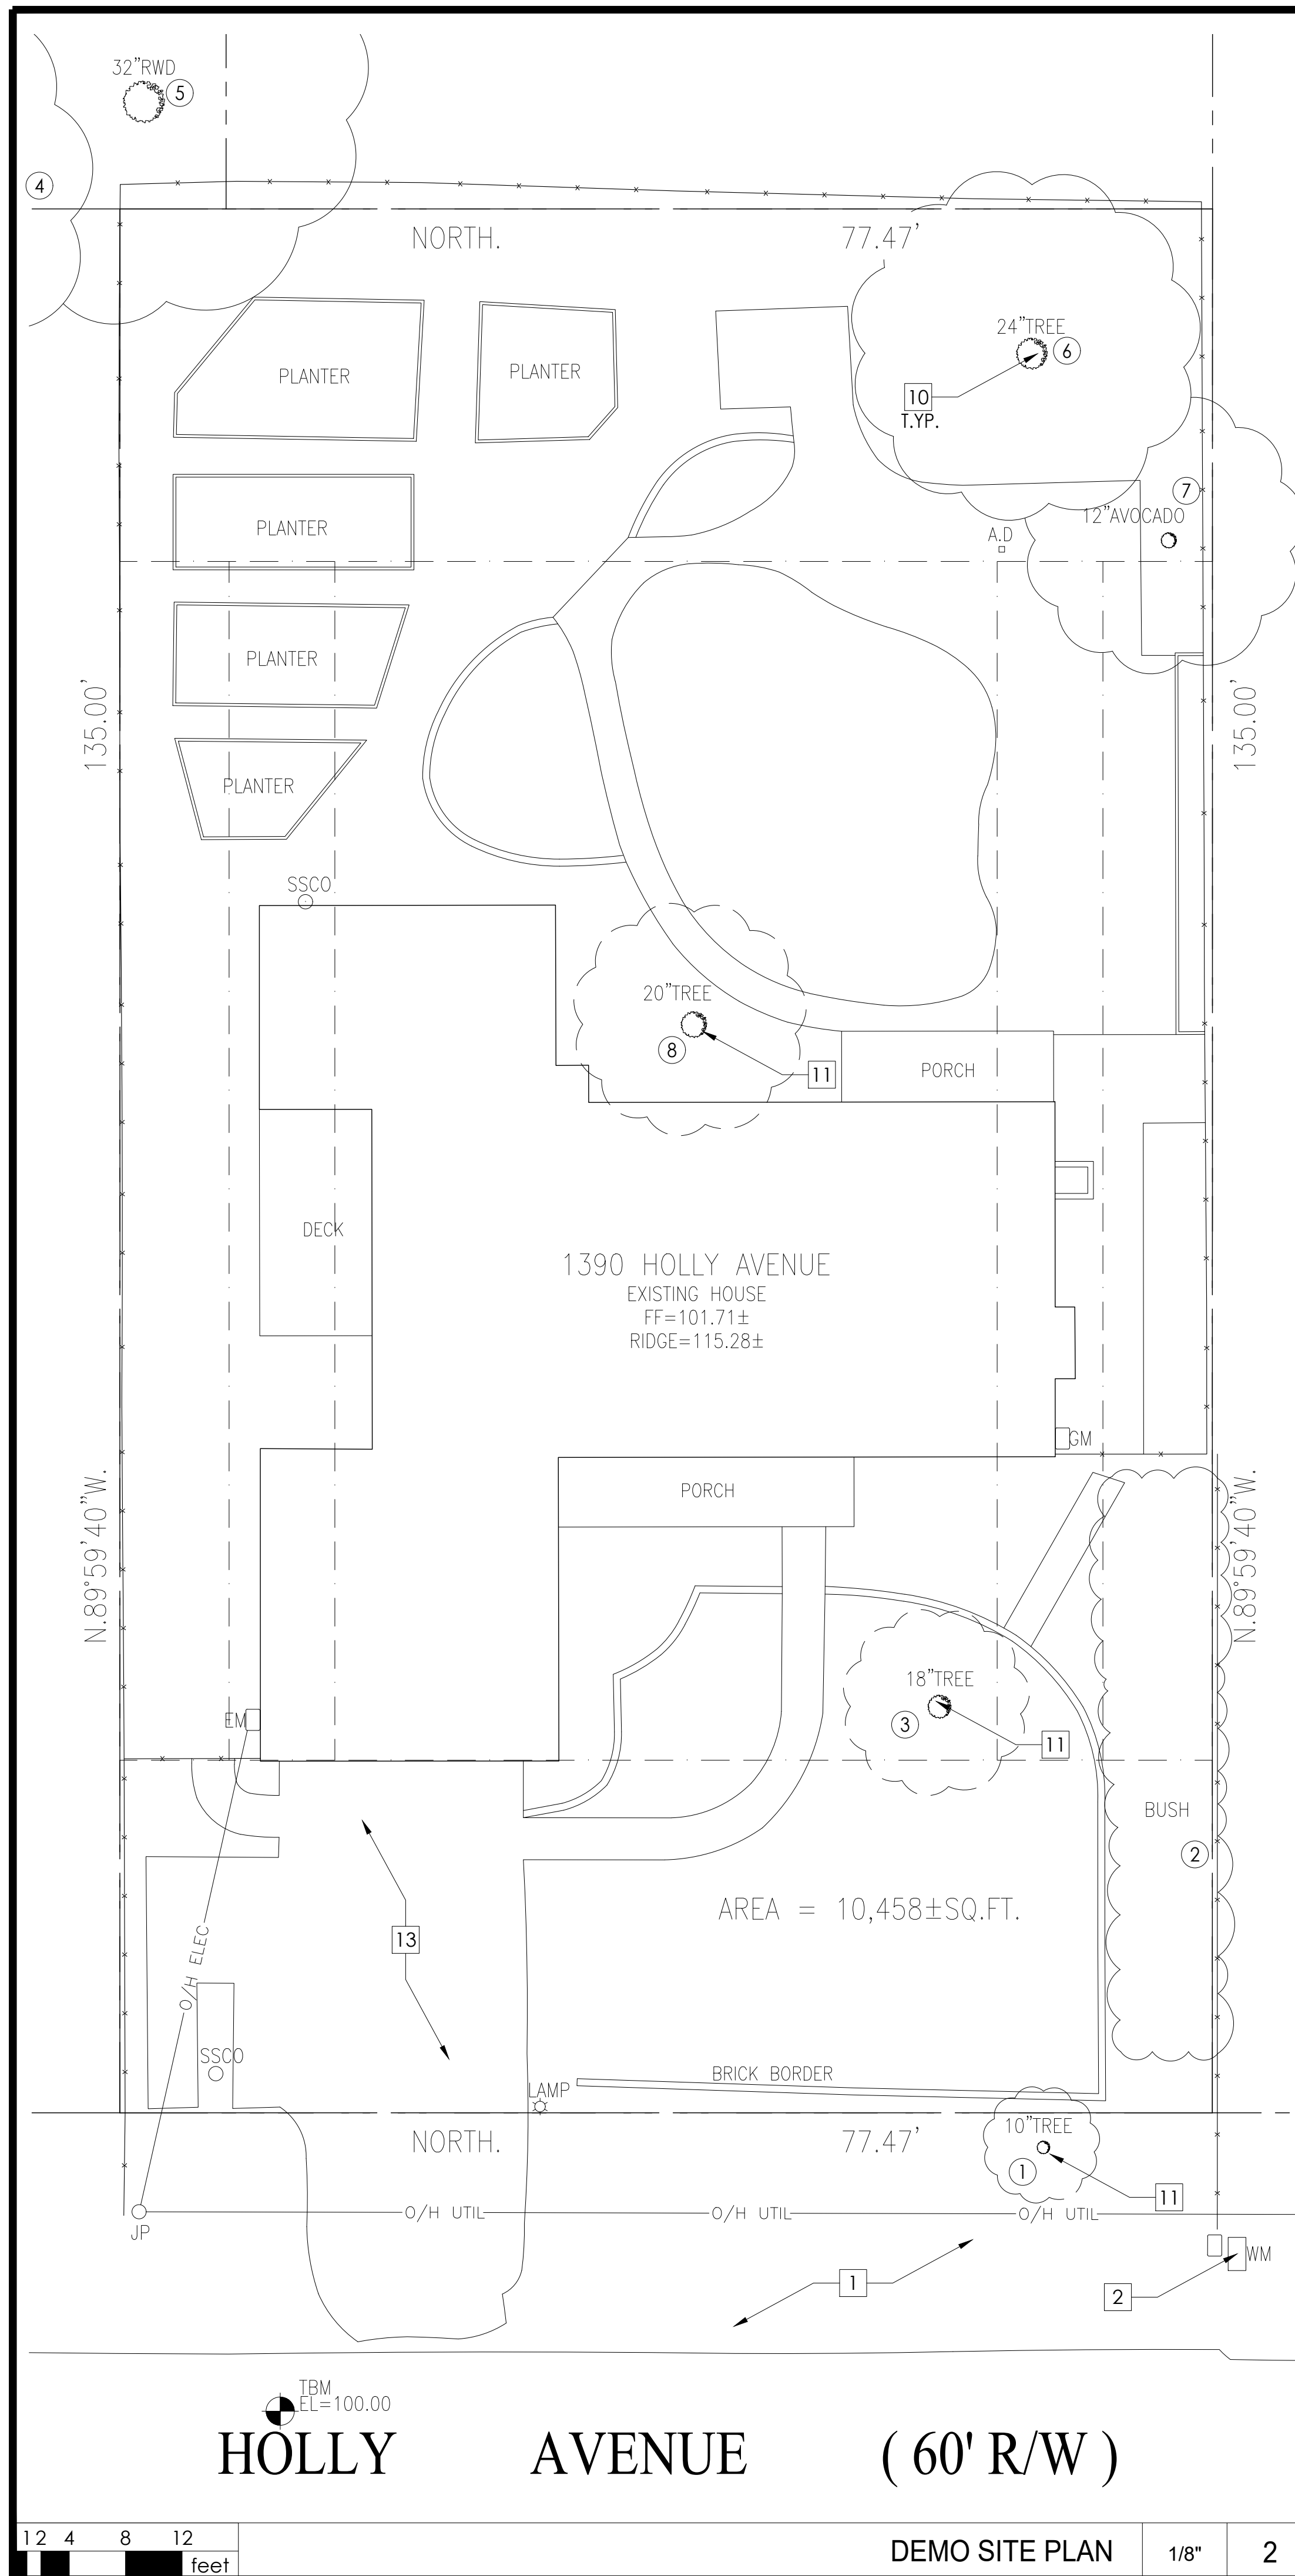 32"RWD
5
4
NORTH.
77.47'
24"TREE
6
10
T.YP.
PLANTER
PLANTER
7
12"AVOCADO
PLANTER
A.D
PLANTER
135.00'
135.00'
PLANTER
SSCO
20"TREE
8
11
PORCH
DECK
1390 HOLLY AVENUE
EXISTING HOUSE
FF=101.71±
RIDGE=115.28±
GM
PORCH
N.89°59'40"W.
N.89°59'40"W.
18"TREE
3
EM
11
BUSH
2
AREA = 10,458±SQ.FT.
13
O/H ELEC
SSCO
BRICK BORDER
LAMP
NORTH.
77.47'
10"TREE
1
11
O/H UTIL
O/H UTIL
O/H UTIL
JP
WM
1
2
TBM
EL=100.00
HOLLY AVENUE ( 60' R/W )
1 2 4 8 12
feet
DEMO SITE PLAN
1/8"
2